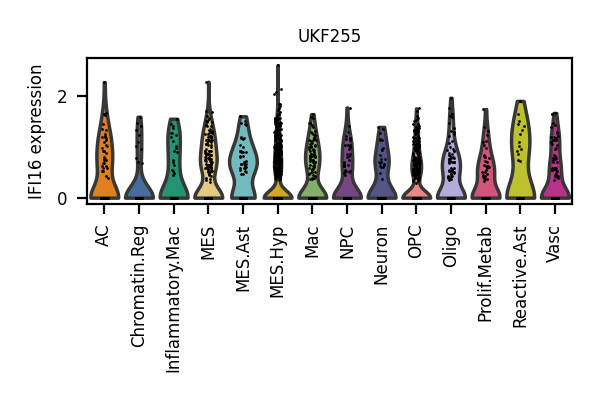 UKF255
IFI16 expression
2
0
AC
Chromatin.Reg
Inflammatory.Mac
MES
MES.Ast
MES.Hyp
Mac
NPC
Neuron
OPC
Oligo
Prolif.Metab
Reactive.Ast
Vasc